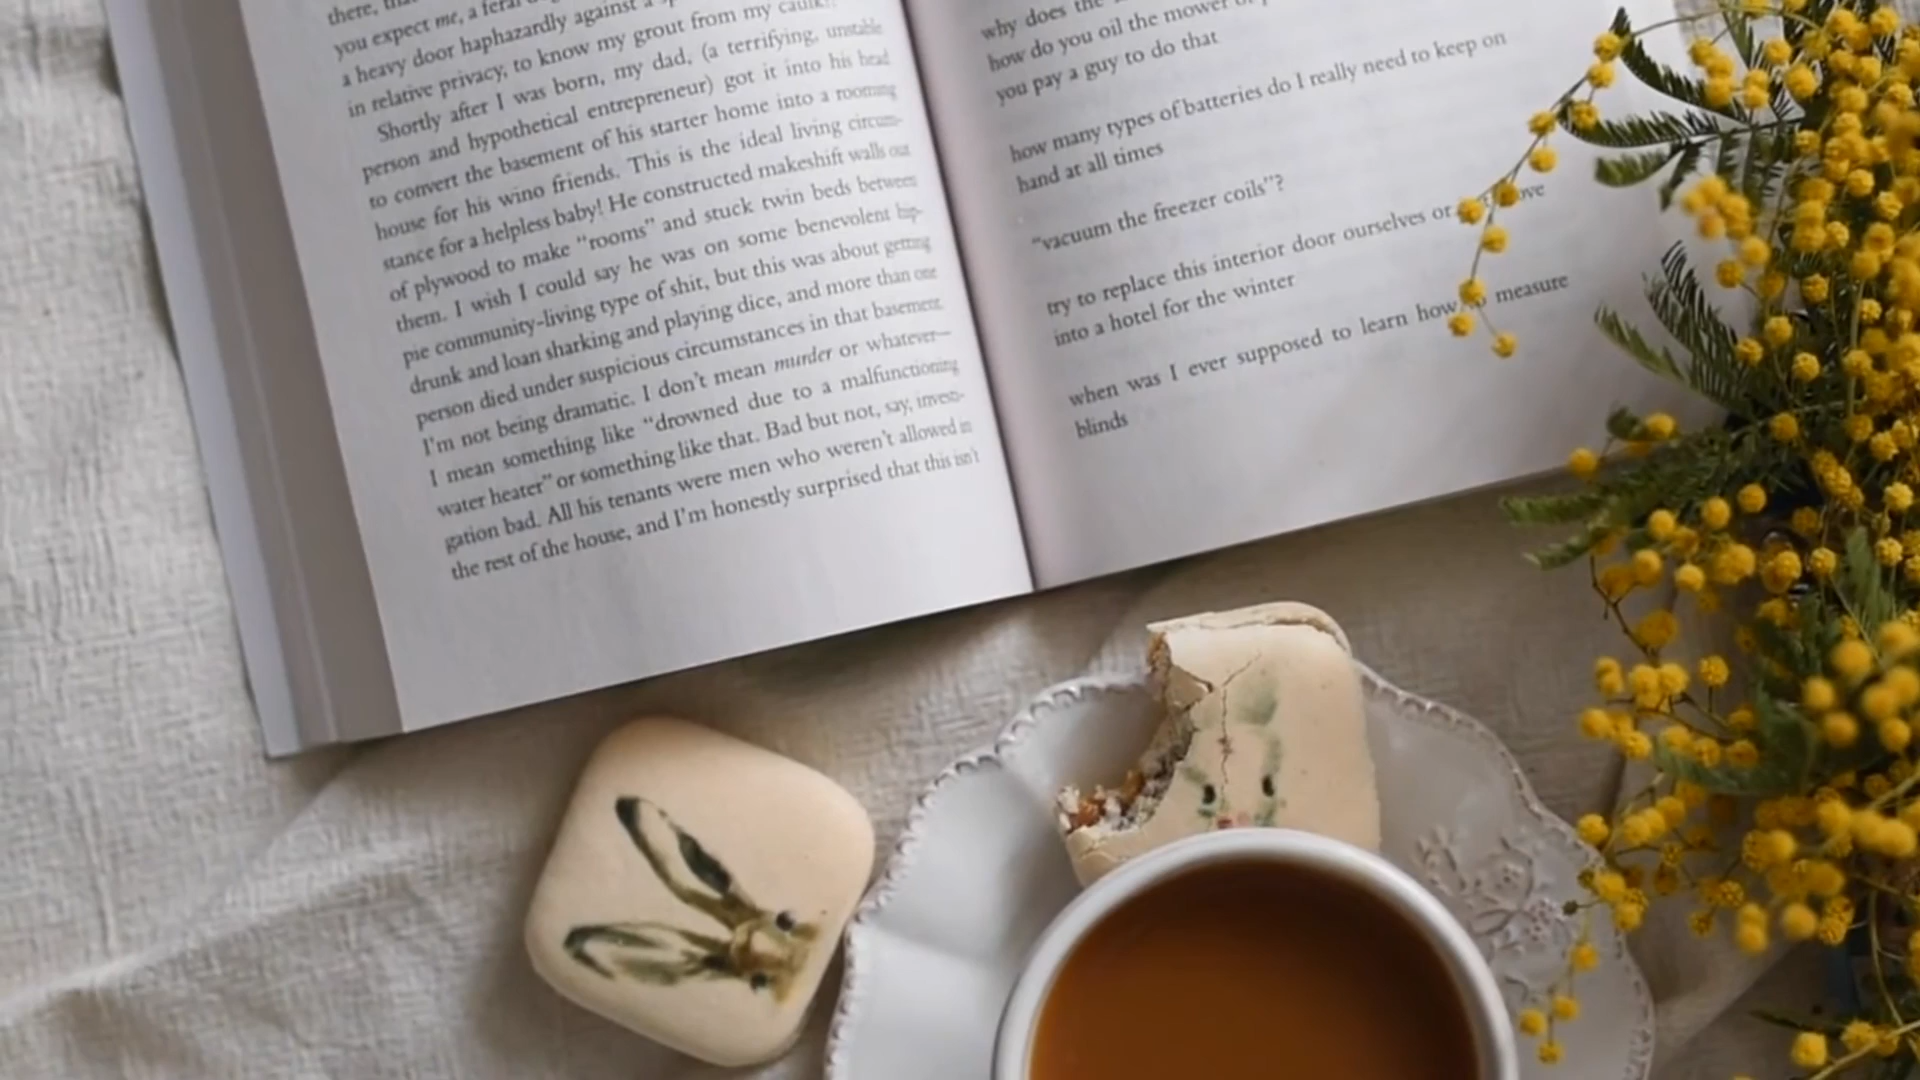 there,
you expect me, a feral
a heavy door haphazardly against a
in relative privacy, to know my grout from my caulk?
Shortly after I was born, my dad, (a terrifying, unstable
person and hypothetical entrepreneur) got it into his head
to convert the basement of his starter home into a rooming
house for his wino friends. This is the ideal living circum-
stance for a helpless baby! He constructed makeshift walls out
of plywood to make “rooms” and stuck twin beds between
them. I wish I could say he was on some benevolent hip-
pie community-living type of shit, but this was about getting
drunk and loan sharking and playing dice, and more than one
person died under suspicious circumstances in that basement.
I’m not being dramatic. I don’t mean murder or whatever—
I mean something like “drowned due to a malfunctioning
water heater” or something like that. Bad but not, say, inves-
gation bad. All his tenants were men who weren’t allowed in
the rest of the house, and I’m honestly surprised that this isn’t
why does the
how do you oil the mower
you pay a guy to do that
how many types of batteries do I really need to keep on
hand at all times
“vacuum the freezer coils”?
try to replace this interior door ourselves or
into a hotel for the winter
when was I ever supposed to learn how to measure
blinds